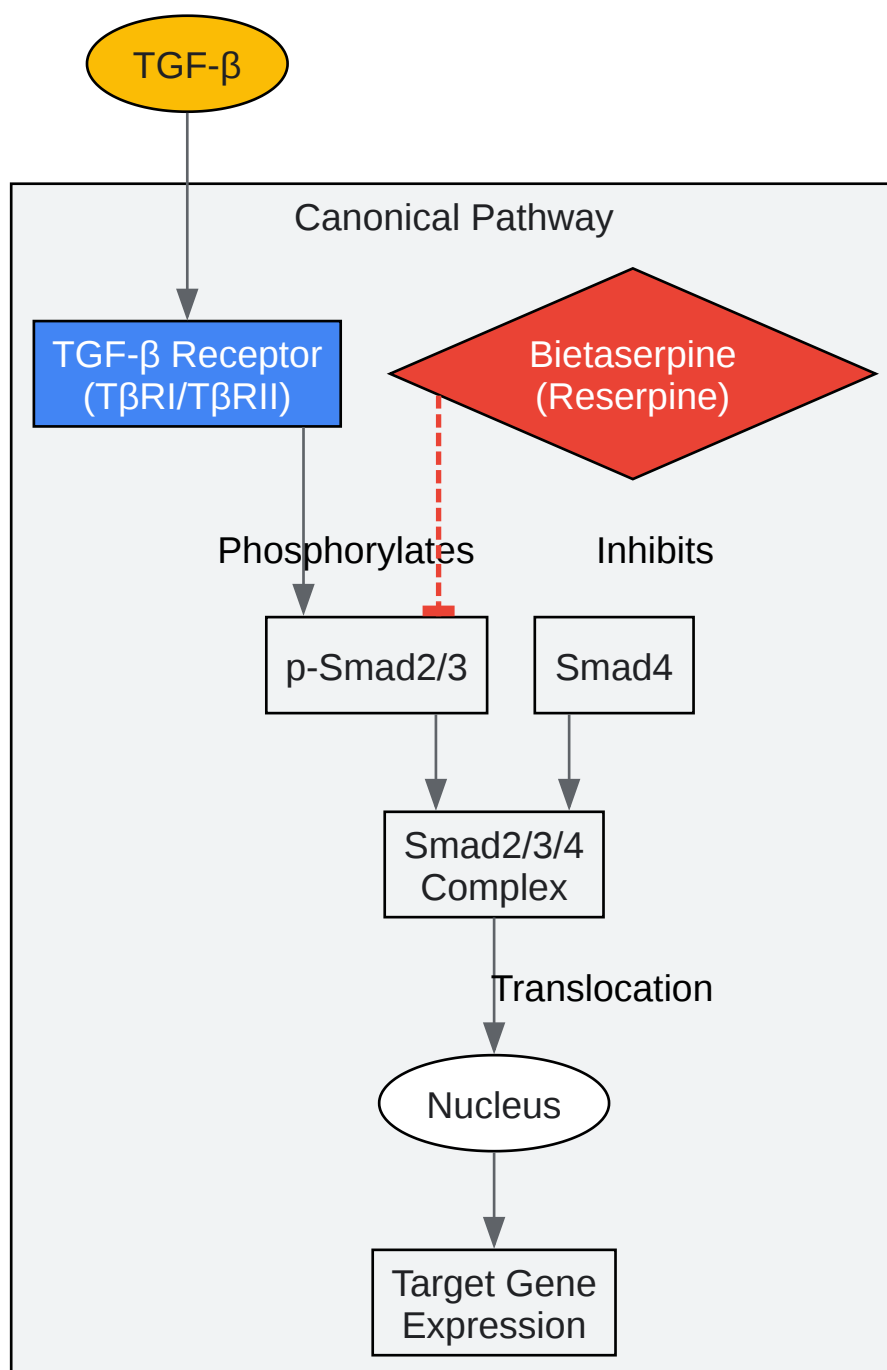 TGF-β
Canonical Pathway
TGF-β Receptor
(TβRI/TβRII)
Bietaserpine
(Reserpine)
Phosphorylates
Inhibits
p-Smad2/3
Smad4
Smad2/3/4
Complex
Translocation
Nucleus
Target Gene
Expression